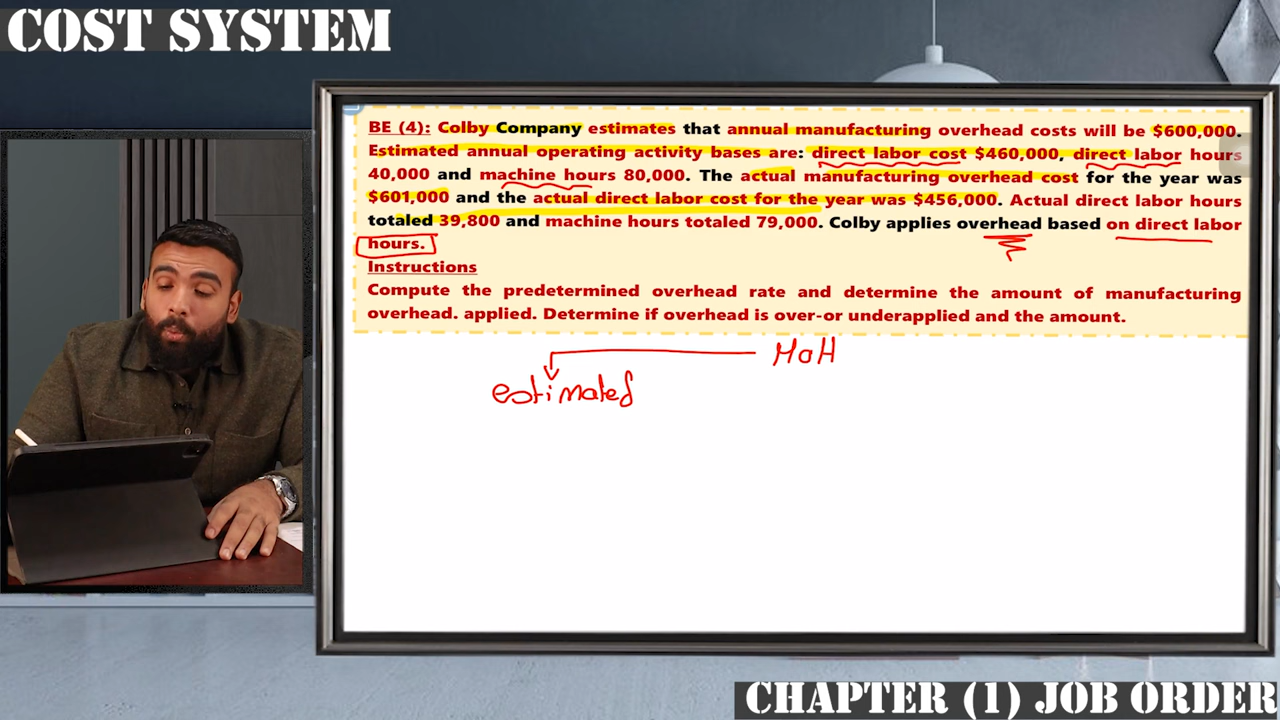 COST SYSTEM
BE (4): Colby Company estimates that annual manufacturing overhead costs will be $600,000.
Estimated annual operating activity bases are: direct labor cost $460,000, direct labor hours
40,000 and machine hours 80,000. The actual manufacturing overhead cost for the year was
$601,000 and the actual direct labor cost for the year was $456,000. Actual direct labor hours
totaled 39,800 and machine hours totaled 79,000. Colby applies overhead based on direct labor
hours.
Instructions
Compute the predetermined overhead rate and determine the amount of manufacturing
overhead. applied. Determine if overhead is over-or underapplied and the amount.
MoH
estimated
CHAPTER (1) JOB ORDER